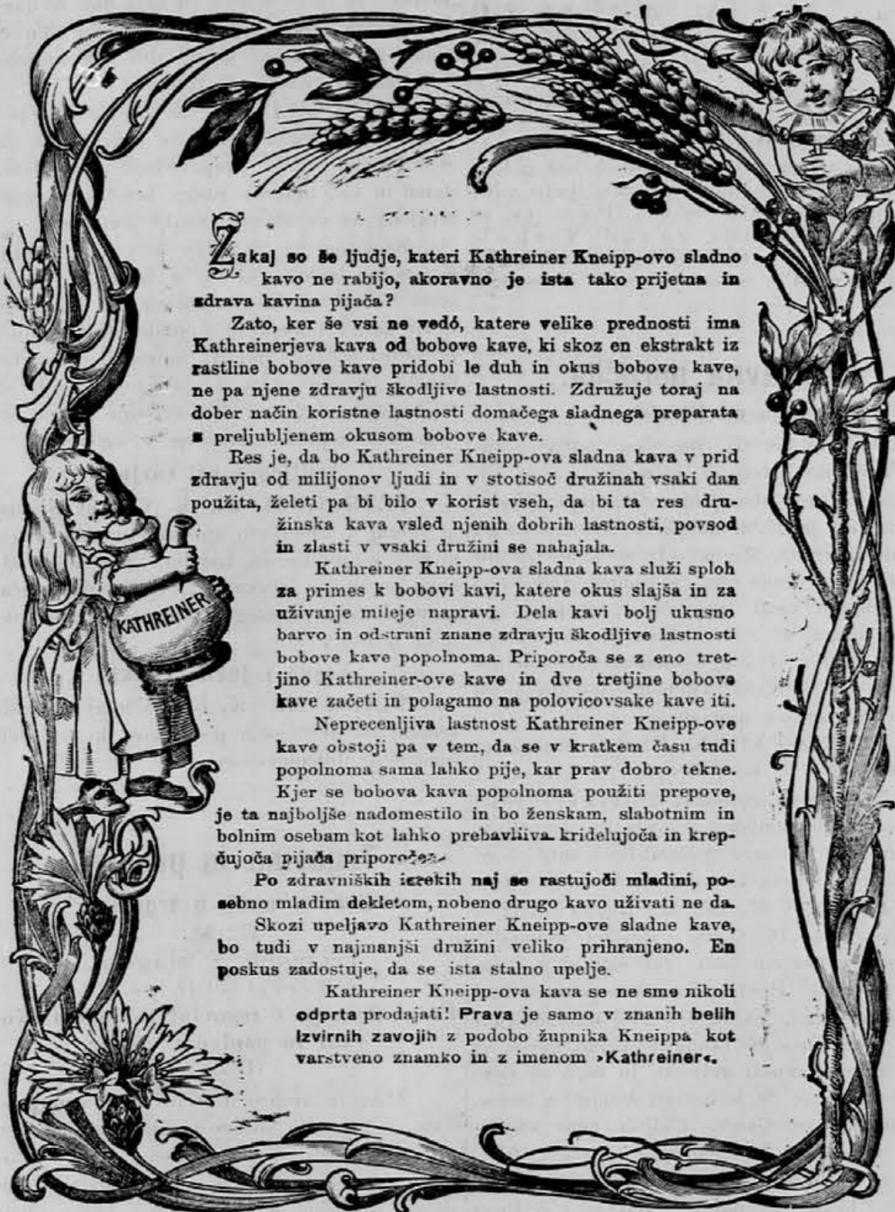 Zakaj so še ljudje, kateri Kathreiner Kneipp-ovo sladno
kavo ne rabijo, akoravno je ista tako prijetna in
zdrava kavina pijača?
Zato, ker še vsi ne vedó, katere velike prednosti ima
Kathreinerjeva kava od bobove kave, ki skoz en ekstrakt iz
rastline bobove kave pridobi le duh in okus bobove kave,
ne pa njene zdravju škodljive lastnosti. Združuje toraj na
dober način koristne lastnosti domačega sladnega preparata
s preljubljenem okusom bobove kave.
Res je, da bo Kathreiner Kneipp-ova sladna kava v prid
zdravju od milijonov ljudi in v stotisoč družinah vsaki dan
použita, želeti pa bi bilo v korist vseh, da bi ta res dru-
žinska kava vsled njenih dobrih lastnosti, povsod
in zlasti v vsaki družini se nahajala.
Kathreiner Kneipp-ova sladna kava služi sploh
za primes k bobovi kavi, katere okus slajša in za
uživanje mileje napravi. Dela kavi bolj ukusno
barvo in odstrani znane zdravju škodljive lastnosti
bobove kave popolnoma. Priporoča se z eno tret-
jino Kathreiner-ove kave in dve tretjine bobove
kave začeti in polagamo na polovicovsake kave iti.
Neprecenljiva lastnost Kathreiner Kneipp-ove
kave obstoji pa v tem, da se v kratkem času tudi
popolnoma sama lahko pije, kar prav dobro tekne.
Kjer se bobova kava popolnoma použiti prepove,
je ta najboljše nadomestilo in bo ženskam, slabotnim in
bolnim osebam kot lahko prebavliiva kridelujoča in krep-
čujoča pijača priporočena.
Po zdravniških izrekih naj se rastujoči mladini, po-
sebno mladim dekletom, nobeno drugo kavo uživati ne da.
Skozi upeljavo Kathreiner Kneipp-ove sladne kave,
bo tudi v najmanjši družini veliko prihranjeno. En
poskus zadostuje, da se ista stalno upelje.
Kathreiner Kneipp-ova kava se ne sme nikoli
odprta prodajati! Prava je samo v znanih belih
izvirnih zavojih z podobo župnika Kneippa kot
varstveno znamko in z imenom »Kathreiner«.
KATHREINER